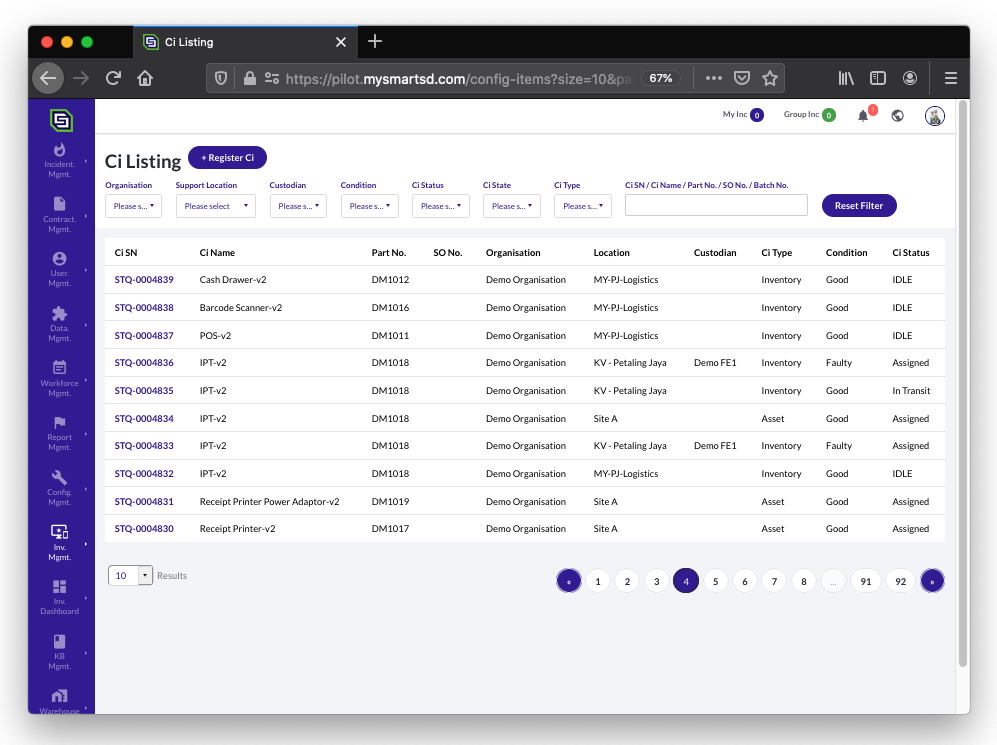 Ci Listing
https://pilot.mysmartsd.com/config-items?size=10&pa
67%
My Inc 0 Group Inc 0 !
Incident. Mgmt.
Contract. Mgmt.
User. Mgmt.
Data. Mgmt.
Workforce Mgmt.
Report Mgmt.
Config. Mgmt.
Inv. Mgmt.
Inv. Dashboard
KB Mgmt.
Warehouse
Ci Listing + Register Ci
Organisation Support Location Custodian Condition Ci Status Ci State Ci Type Ci SN / Ci Name / Part No. / SO No. / Batch No.
Please s... Please select Please s... Please s... Please s... Please s... Please s... Reset Filter
Ci SN Ci Name Part No. SO No. Organisation Location Custodian Ci Type Condition Ci Status
STQ-0004839 Cash Drawer-v2 DM1012 Demo Organisation MY-PJ-Logistics Inventory Good IDLE
STQ-0004838 Barcode Scanner-v2 DM1016 Demo Organisation MY-PJ-Logistics Inventory Good IDLE
STQ-0004837 POS-v2 DM1011 Demo Organisation MY-PJ-Logistics Inventory Good IDLE
STQ-0004836 IPT-v2 DM1018 Demo Organisation KV - Petaling Jaya Demo FE1 Inventory Faulty Assigned
STQ-0004835 IPT-v2 DM1018 Demo Organisation KV - Petaling Jaya Inventory Good In Transit
STQ-0004834 IPT-v2 DM1018 Demo Organisation Site A Asset Good Assigned
STQ-0004833 IPT-v2 DM1018 Demo Organisation KV - Petaling Jaya Demo FE1 Inventory Faulty Assigned
STQ-0004832 IPT-v2 DM1018 Demo Organisation MY-PJ-Logistics Inventory Good IDLE
STQ-0004831 Receipt Printer Power Adaptor-v2 DM1019 Demo Organisation Site A Asset Good Assigned
STQ-0004830 Receipt Printer-v2 DM1017 Demo Organisation Site A Asset Good Assigned
10 Results « 1 2 3 4 5 6 7 8 ... 91 92 »